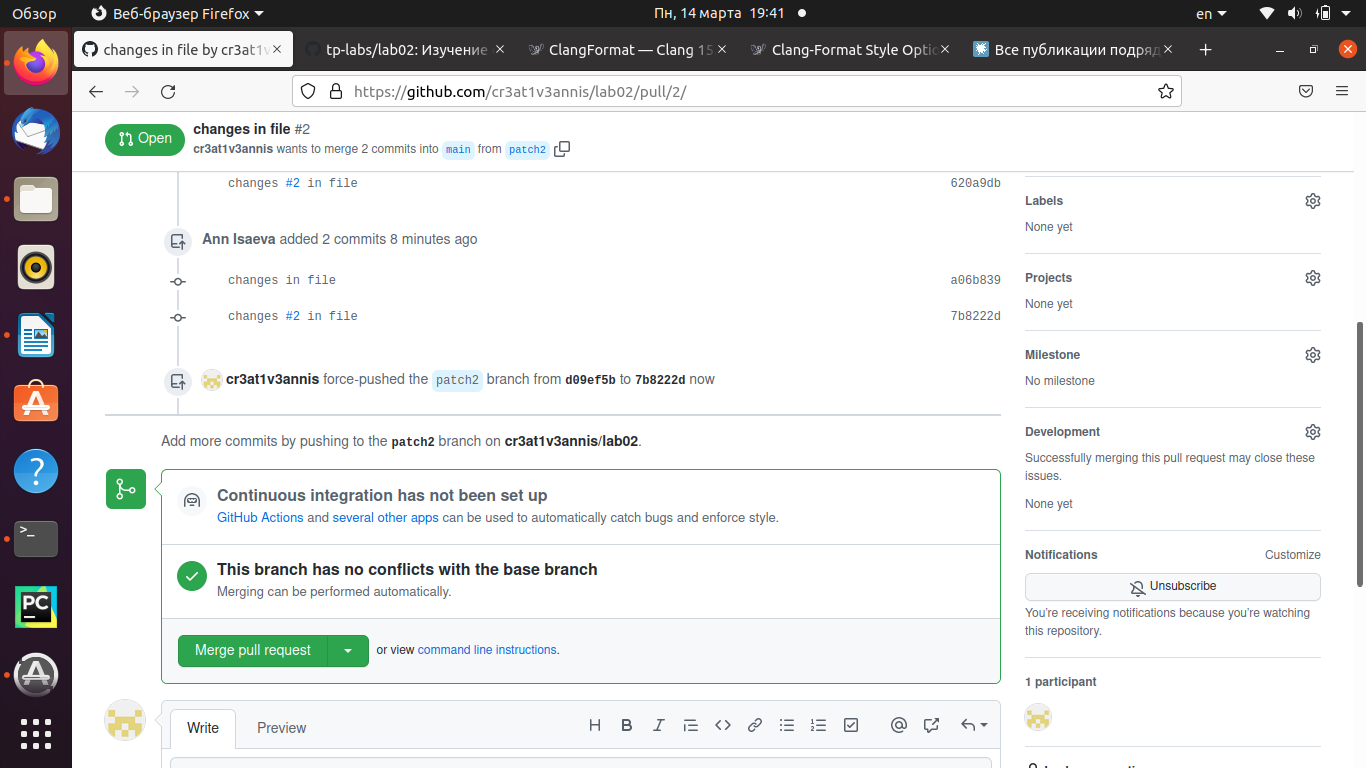 Обзор Веб-браузер Firefox Пн, 14 марта 19:41 en
changes in file by cr3at1v tp-labs/lab02: Изучение ClangFormat — Clang 15 Clang-Format Style Optio Все публикации подряд
https://github.com/cr3at1v3annis/lab02/pull/2/
Open
changes in file #2
cr3at1v3annis wants to merge 2 commits into main from patch2
changes #2 in file 620a9db
Ann Isaeva added 2 commits 8 minutes ago
changes in file a06b839
changes #2 in file 7b8222d
cr3at1v3annis force-pushed the patch2 branch from d09ef5b to 7b8222d now
Add more commits by pushing to the patch2 branch on cr3at1v3annis/lab02.
Continuous integration has not been set up
GitHub Actions and several other apps can be used to automatically catch bugs and enforce style.
This branch has no conflicts with the base branch
Merging can be performed automatically.
Merge pull request or view command line instructions.
Write Preview
Labels
None yet
Projects
None yet
Milestone
No milestone
Development
Successfully merging this pull request may close these
issues.
None yet
Notifications Customize
Unsubscribe
You're receiving notifications because you're watching
this repository.
1 participant